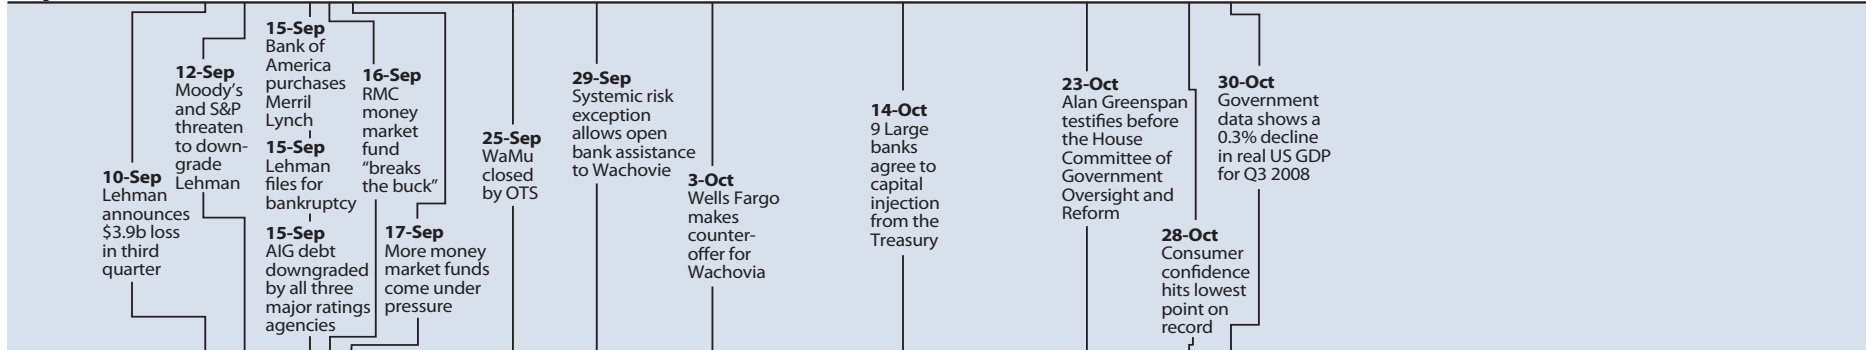 10-Sep
Lehman
announces
$3.9b loss
in third
quarter
12-Sep
Moody’s
and S&P
threaten
to down-
grade
Lehman
15-Sep
Bank of
America
purchases
Merril
Lynch
15-Sep
Lehman
files for
bankruptcy
15-Sep
AIG debt
downgraded
by all three
major ratings
agencies
16-Sep
RMC
money
market
fund
“breaks
the buck”
17-Sep
More money
market funds
come under
pressure
25-Sep
WaMu
closed
by OTS
29-Sep
Systemic risk
exception
allows open
bank assistance
to Wachovie
3-Oct
Wells Fargo
makes
counter-
offer for
Wachovia
14-Oct
9 Large
banks
agree to
capital
injection
from the
Treasury
23-Oct
Alan Greenspan
testifies before
the House
Committee of
Government
Oversight and
Reform
28-Oct
Consumer
confidence
hits lowest
point on
record
30-Oct
Government
data shows a
0.3% decline
in real US GDP
for Q3 2008